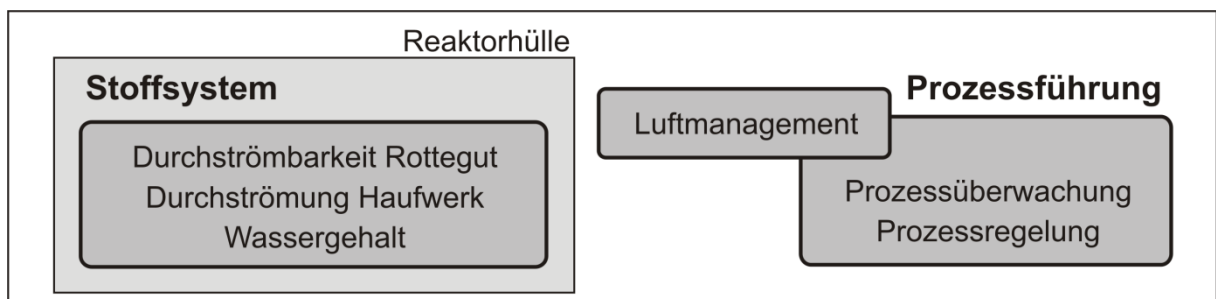 Reaktorhülle
Stoffsystem
Durchströmbarkeit Rottegut
Durchströmung Haufwerk
Wassergehalt
Prozessführung
Luftmanagement
Prozessüberwachung
Prozessregelung